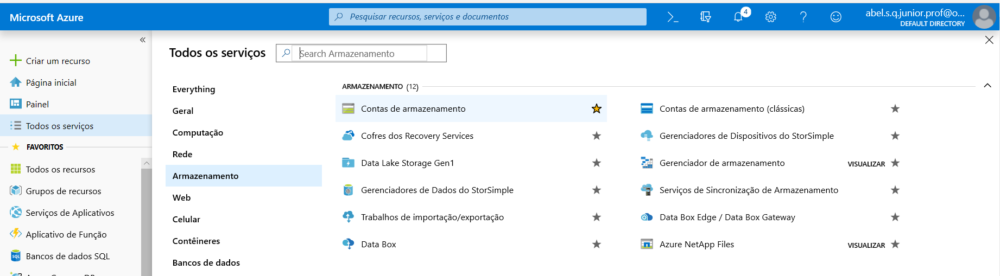 Microsoft Azure
Pesquisar recursos, serviços e documentos
4
abel.s.q.junior.prof@o...
DEFAULT DIRECTORY
«
Criar um recurso
Página inicial
Painel
Todos os serviços
FAVORITOS
Todos os recursos
Grupos de recursos
Serviços de Aplicativos
Aplicativo de Função
SQL Bancos de dados SQL
Todos os serviços
Search Armazenamento
Everything
Geral
Computação
Rede
Armazenamento
Web
Celular
Contêineres
Bancos de dados
ARMAZENAMENTO (12)
Contas de armazenamento
Contas de armazenamento (clássicas)
Cofres dos Recovery Services
Gerenciadores de Dispositivos do StorSimple
Data Lake Storage Gen1
Gerenciador de armazenamento VISUALIZAR
Gerenciadores de Dados do StorSimple
Serviços de Sincronização de Armazenamento
Trabalhos de importação/exportação
Data Box Edge / Data Box Gateway
Data Box
Azure NetApp Files VISUALIZAR